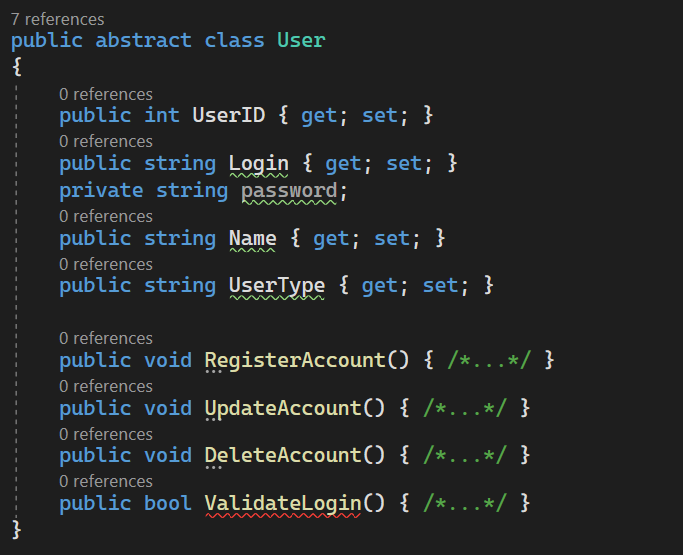 7 references
public abstract class User
{
0 references
public int UserID { get; set; }
0 references
public string Login { get; set; }
private string password;
0 references
public string Name { get; set; }
0 references
public string UserType { get; set; }
0 references
public void RegisterAccount() { /*...*/ }
0 references
public void UpdateAccount() { /*...*/ }
0 references
public void DeleteAccount() { /*...*/ }
0 references
public bool ValidateLogin() { /*...*/ }
}